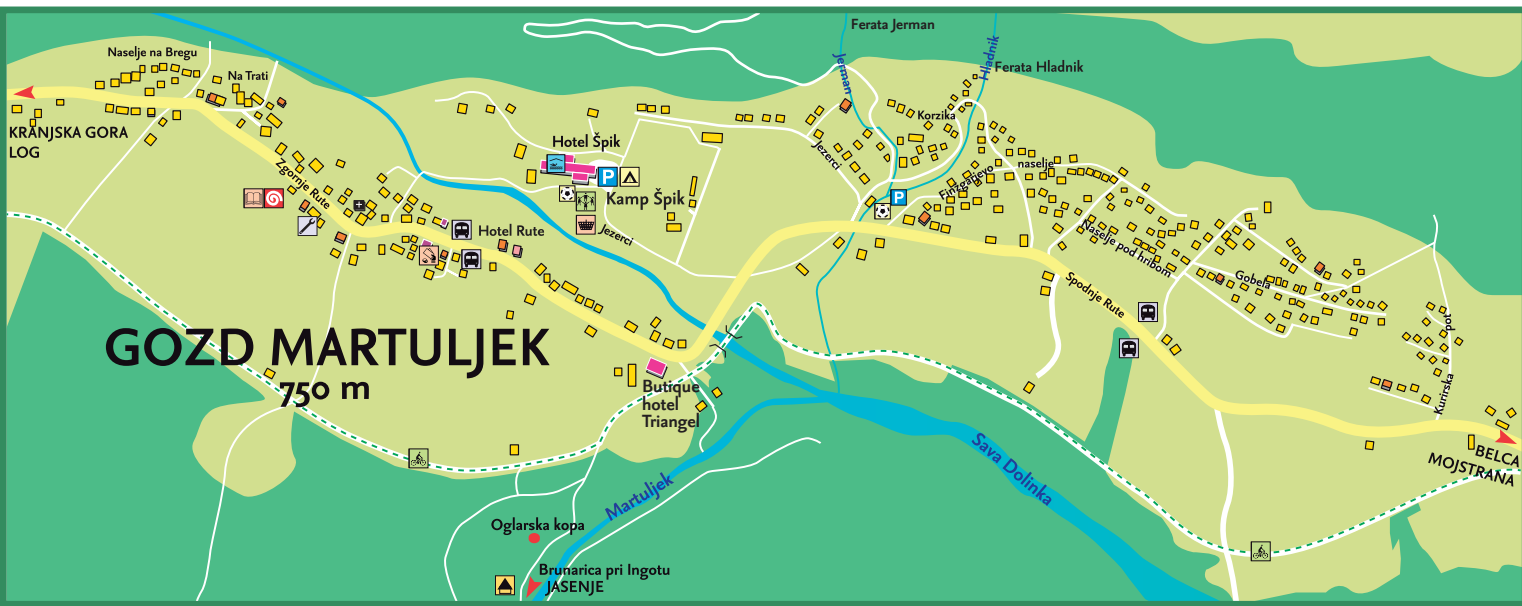 Ferata Jerman
Naselje na Bregu
Na Trati
Jerman
Hladnik
Ferata Hladnik
KRANJSKA GORA
LOG
Korzika
Hotel Špik
Jezerci
naselje
Finžgarjevo
P
P
Zgornje Rute
Kamp Špik
Hotel Rute
Jezerci
Naselje pod hribom
Gobela
Spodnje Rute
GOZD MARTULJEK
750 m
pot
Kurirska
Butique
hotel
Triangel
Sava Dolinka
BELCA
MOJSTRANA
Martuljek
Oglarska kopa
Brunarica pri Ingotu
JASENJE